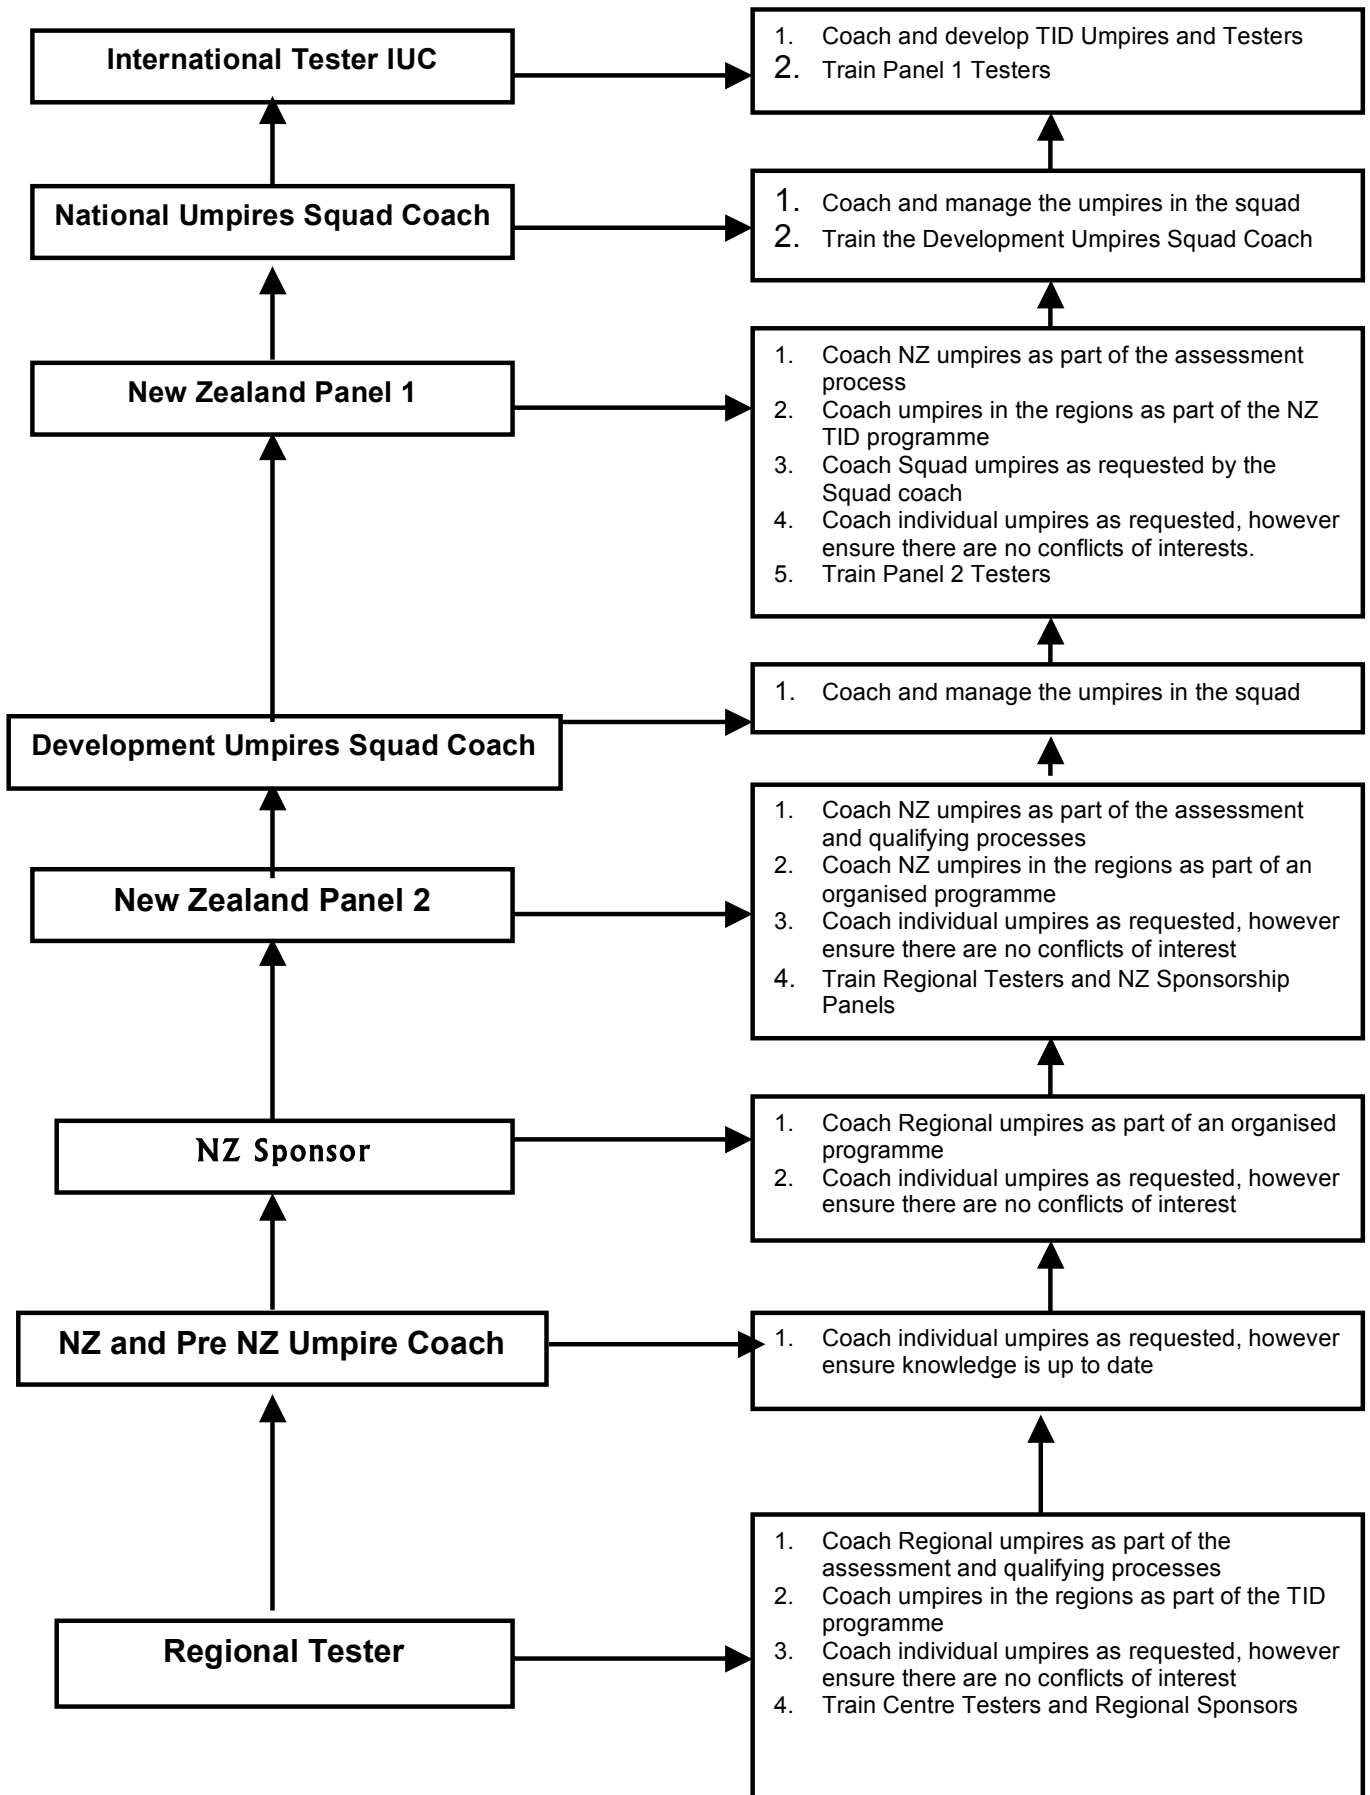 International Tester IUC
1. Coach and develop TID Umpires and Testers
2. Train Panel 1 Testers
National Umpires Squad Coach
1. Coach and manage the umpires in the squad
2. Train the Development Umpires Squad Coach
New Zealand Panel 1
1. Coach NZ umpires as part of the assessment
process
2. Coach umpires in the regions as part of the NZ
TID programme
3. Coach Squad umpires as requested by the
Squad coach
4. Coach individual umpires as requested, however
ensure there are no conflicts of interests.
5. Train Panel 2 Testers
Development Umpires Squad Coach
1. Coach and manage the umpires in the squad
New Zealand Panel 2
1. Coach NZ umpires as part of the assessment
and qualifying processes
2. Coach NZ umpires in the regions as part of an
organised programme
3. Coach individual umpires as requested, however
ensure there are no conflicts of interest
4. Train Regional Testers and NZ Sponsorship
Panels
NZ Sponsor
1. Coach Regional umpires as part of an organised
programme
2. Coach individual umpires as requested, however
ensure there are no conflicts of interest
NZ and Pre NZ Umpire Coach
1. Coach individual umpires as requested, however
ensure knowledge is up to date
Regional Tester
1. Coach Regional umpires as part of the
assessment and qualifying processes
2. Coach umpires in the regions as part of the TID
programme
3. Coach individual umpires as requested, however
ensure there are no conflicts of interest
4. Train Centre Testers and Regional Sponsors